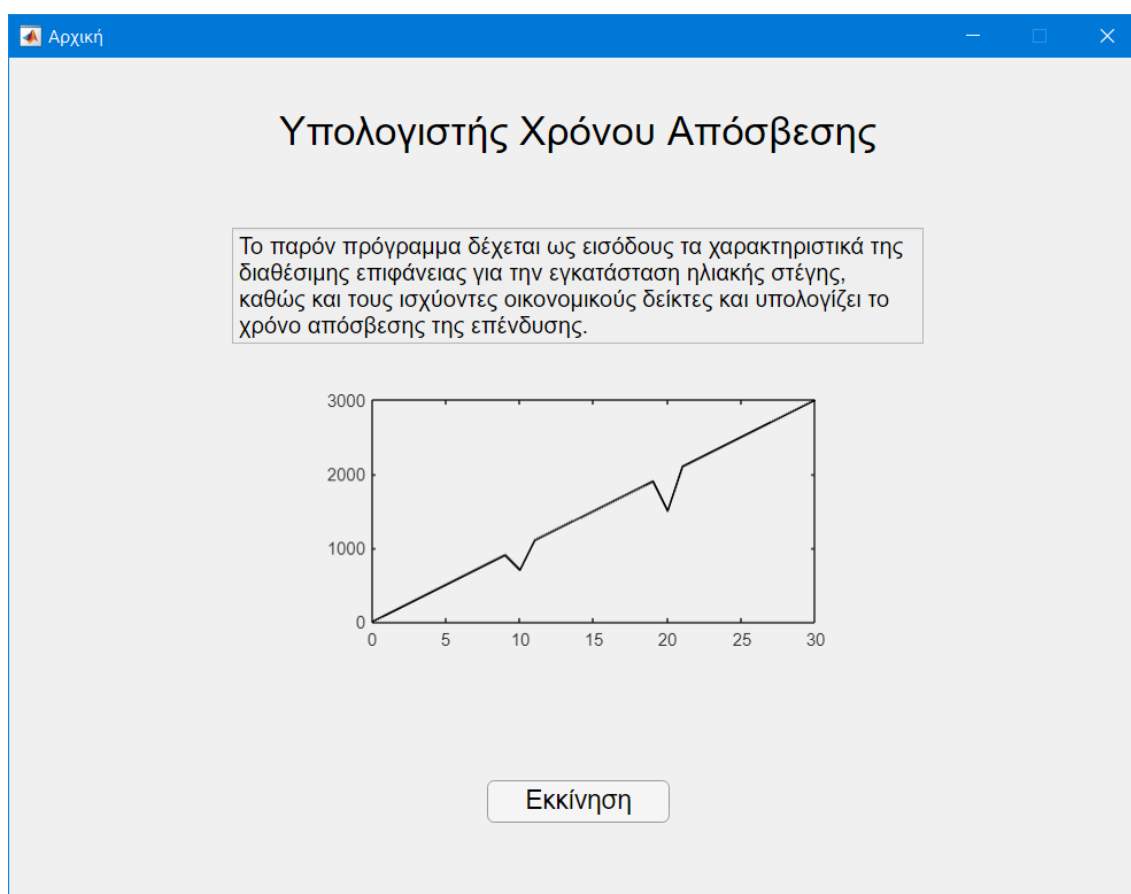 Αρχική
Υπολογιστής Χρόνου Απόσβεσης
Το παρόν πρόγραμμα δέχεται ως εισόδους τα χαρακτηριστικά της
διαθέσιμης επιφάνειας για την εγκατάσταση ηλιακής στέγης,
καθώς και τους ισχύοντες οικονομικούς δείκτες και υπολογίζει το
χρόνο απόσβεσης της επένδυσης.
3000
2000
1000
0
0 5 10 15 20 25 30
Εκκίνηση